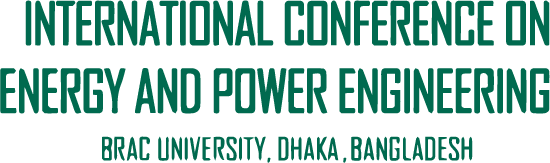 INTERNATIONAL CONFERENCE ON
ENERGY AND POWER ENGINEERING
BRAC UNIVERSITY, DHAKA, BANGLADESH